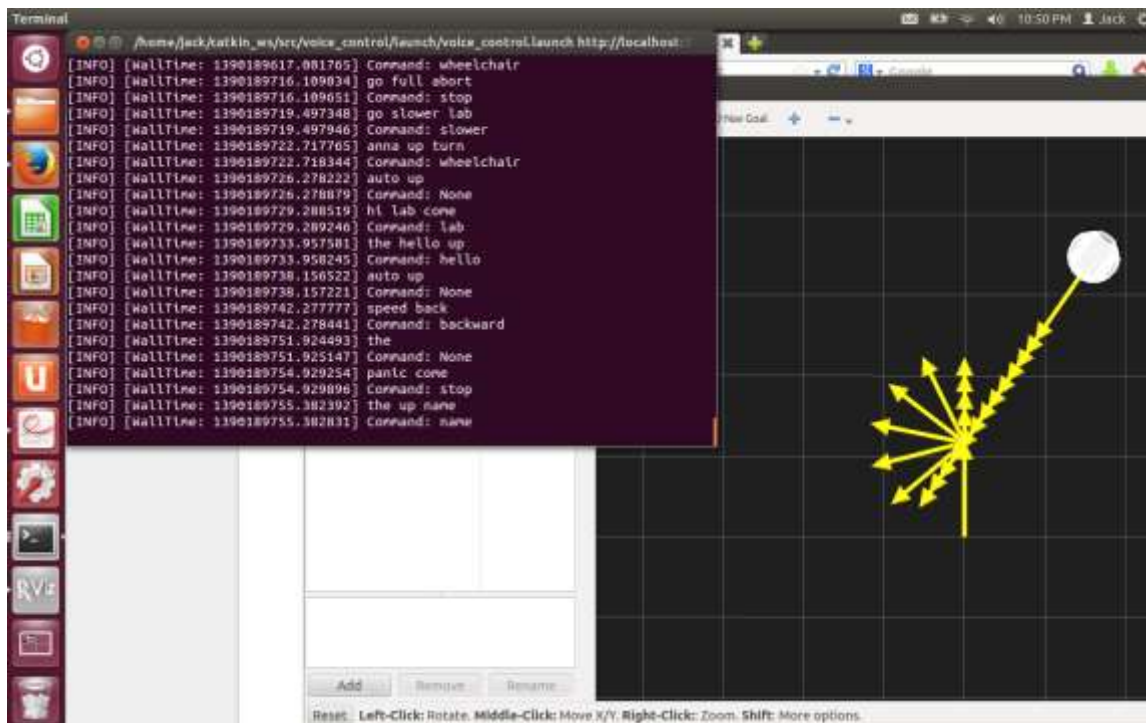 Terminal
10:50 PM Jack
/home/jack/catkin_ws/src/voice_control/launch/voice_control.launch http://localhost:
[INFO] [WallTime: 1390189617.081765] Command: wheelchair
[INFO] [WallTime: 1390189716.109034] go full abort
[INFO] [WallTime: 1390189716.109651] Command: stop
[INFO] [WallTime: 1390189719.497348] go slower lab
[INFO] [WallTime: 1390189719.497946] Command: slower
[INFO] [WallTime: 1390189722.717765] anna up turn
[INFO] [WallTime: 1390189722.718344] Command: wheelchair
[INFO] [WallTime: 1390189726.278222] auto up
[INFO] [WallTime: 1390189726.278879] Command: None
[INFO] [WallTime: 1390189729.288519] hi lab come
[INFO] [WallTime: 1390189729.289246] Command: lab
[INFO] [WallTime: 1390189733.957581] the hello up
[INFO] [WallTime: 1390189733.958245] Command: hello
[INFO] [WallTime: 1390189738.156522] auto up
[INFO] [WallTime: 1390189738.157221] Command: None
[INFO] [WallTime: 1390189742.277777] speed back
[INFO] [WallTime: 1390189742.278441] Command: backward
[INFO] [WallTime: 1390189751.924493] the
[INFO] [WallTime: 1390189751.925147] Command: None
[INFO] [WallTime: 1390189754.929254] panic come
[INFO] [WallTime: 1390189754.929896] Command: stop
[INFO] [WallTime: 1390189755.382392] the up name
[INFO] [WallTime: 1390189755.382831] Command: name
Google
Nav Goal
RViz
Add Remove Rename
Reset Left-Click: Rotate. Middle-Click: Move X/Y. Right-Click: Zoom. Shift: More options.